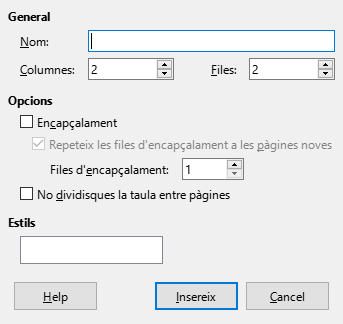 General
Nom:
Columnes: 2 Files: 2
Opcions
Encapçalament
Repeteix les files d'encapçalament a les pàgines noves
Files d'encapçalament: 1
No dividisques la taula entre pàgines
Estils
Help Insereix Cancel